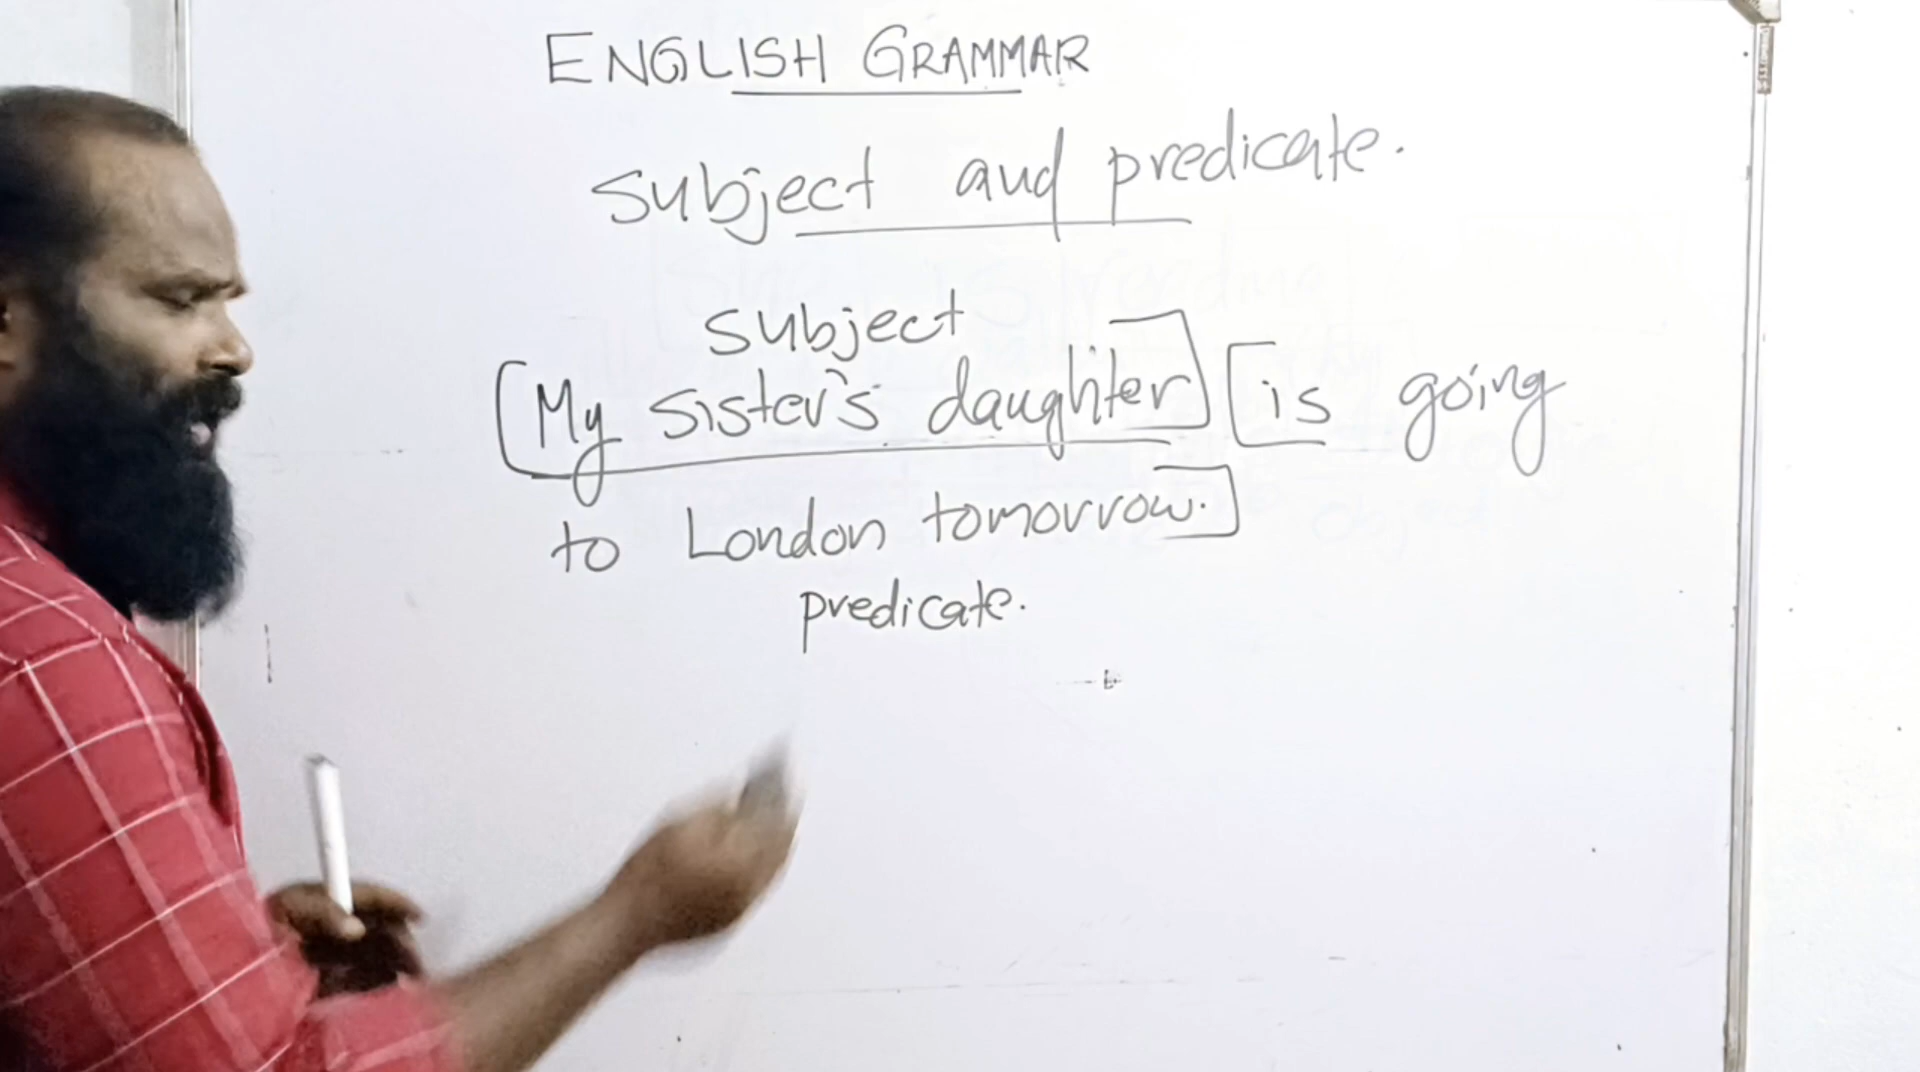 ENGLISH GRAMMAR
subject and predicate.
subject
[My sister's daughter] [is going
to London tomorrow.]
predicate.